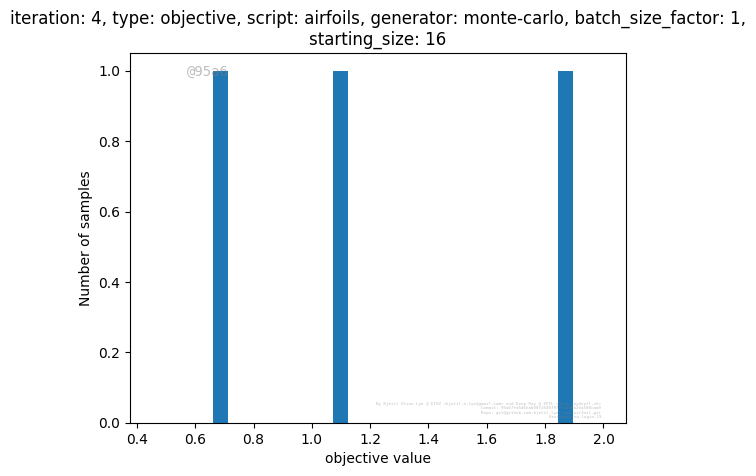 iteration: 4, type: objective, script: airfoils, generator: monte-carlo, batch_size_factor: 1,
starting_size: 16
@95a6
1.0
0.8
0.6
0.4
0.2
0.0
Number of samples
0.4 0.6 0.8 1.0 1.2 1.4 1.6 1.8 2.0
objective value